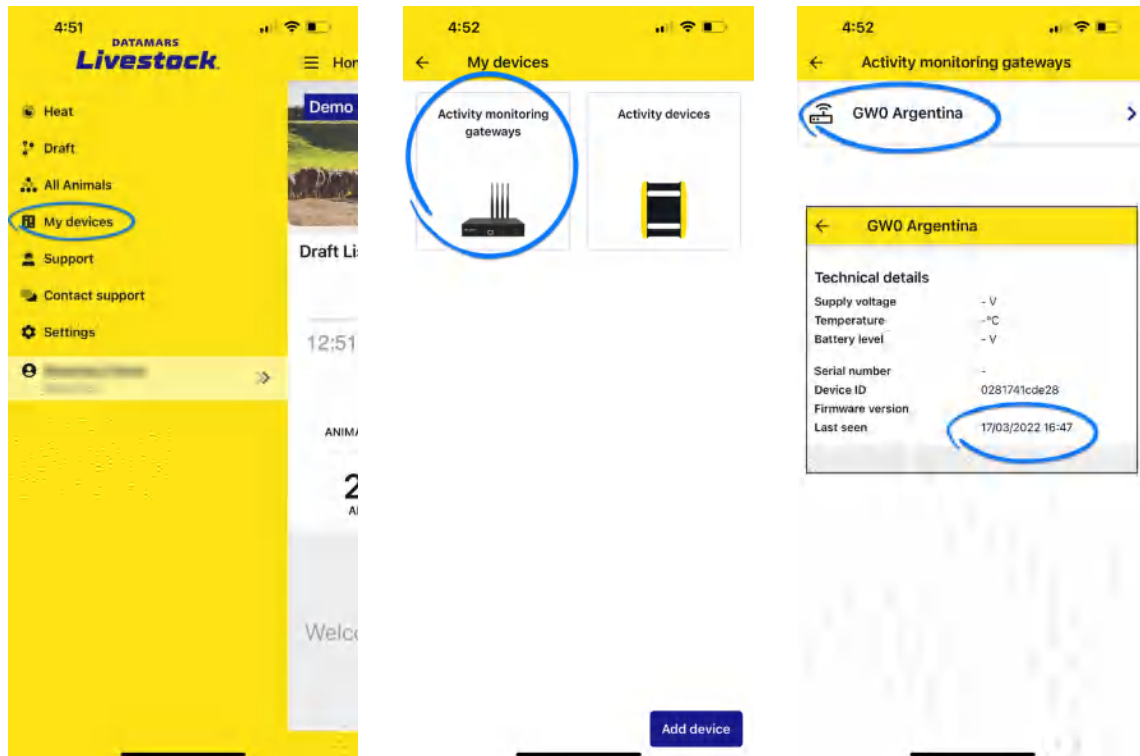 4:51
DATAMARS
Livestock
Heat
Draft
All Animals
My devices
Support
Contact support
Settings
Hor
Demo
Draft Li
12:51
ANIMA
2
A
Welc
4:52
My devices
Activity monitoring
gateways
Activity devices
Add device
4:52
Activity monitoring gateways
GW0 Argentina
GW0 Argentina
Technical details
Supply voltage - V
Temperature -°C
Battery level - V
Serial number -
Device ID 0281741cde28
Firmware version
Last seen 17/03/2022 16:47